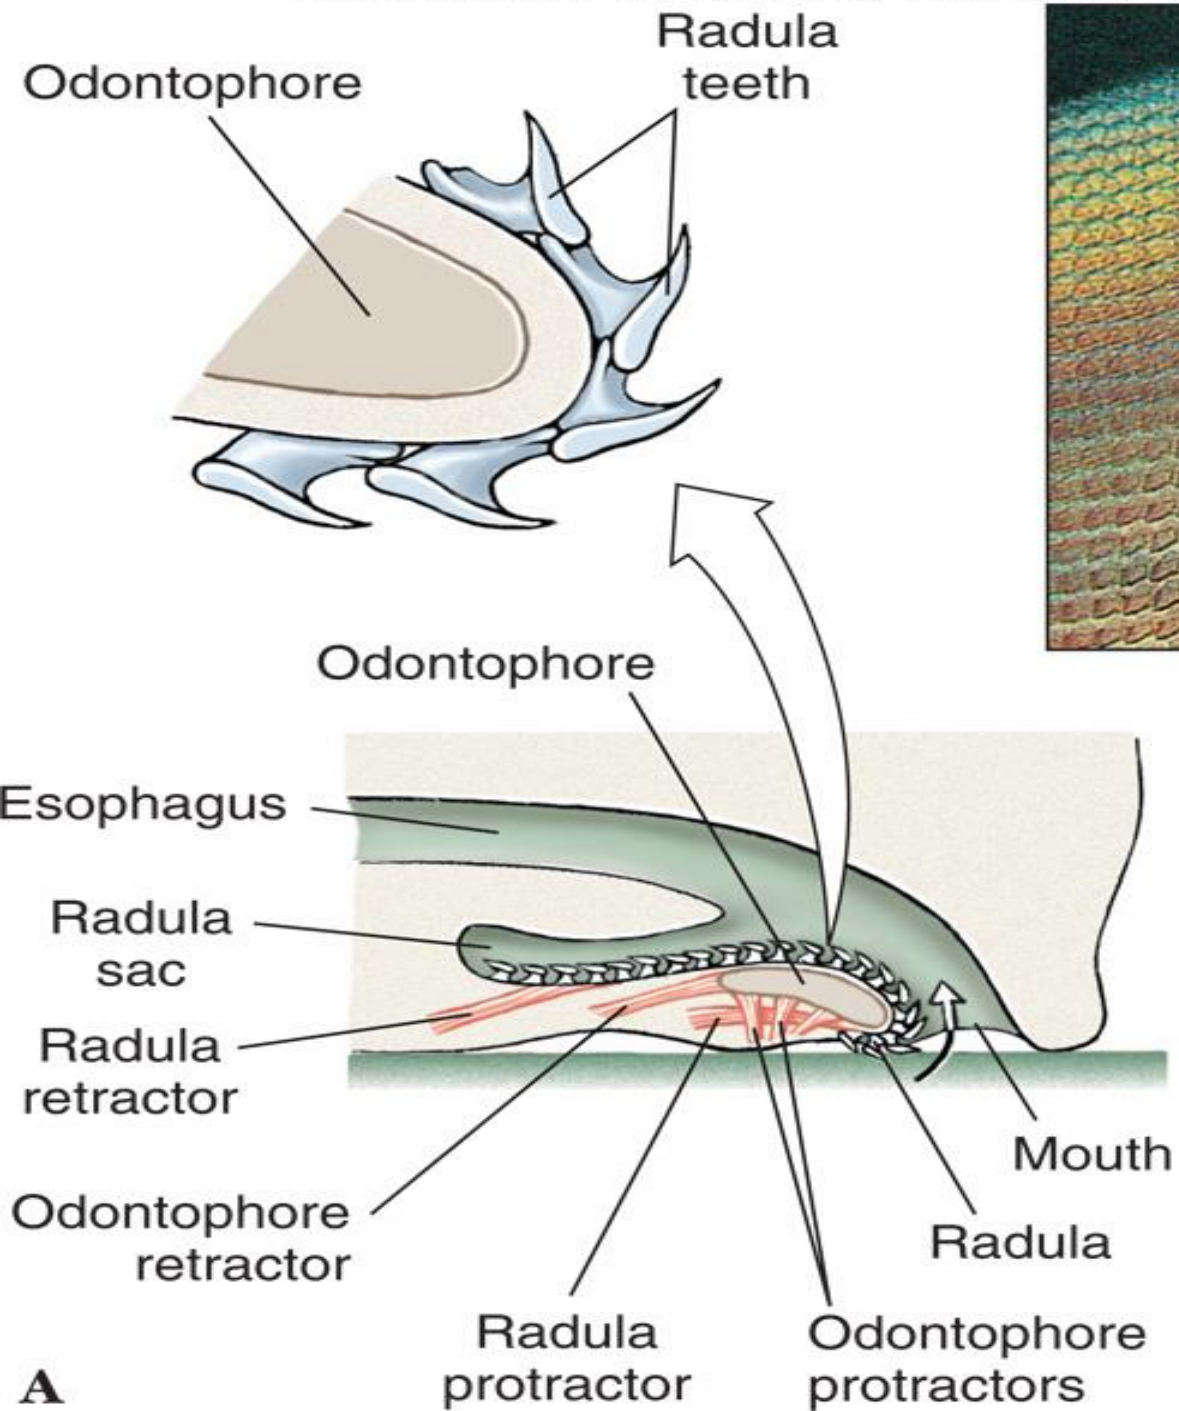 Radula
teeth
Odontophore
Odontophore
Esophagus
Radula
sac
Radula
retractor
Mouth
Odontophore
retractor
Radula
Radula
protractor
Odontophore
protractors
A